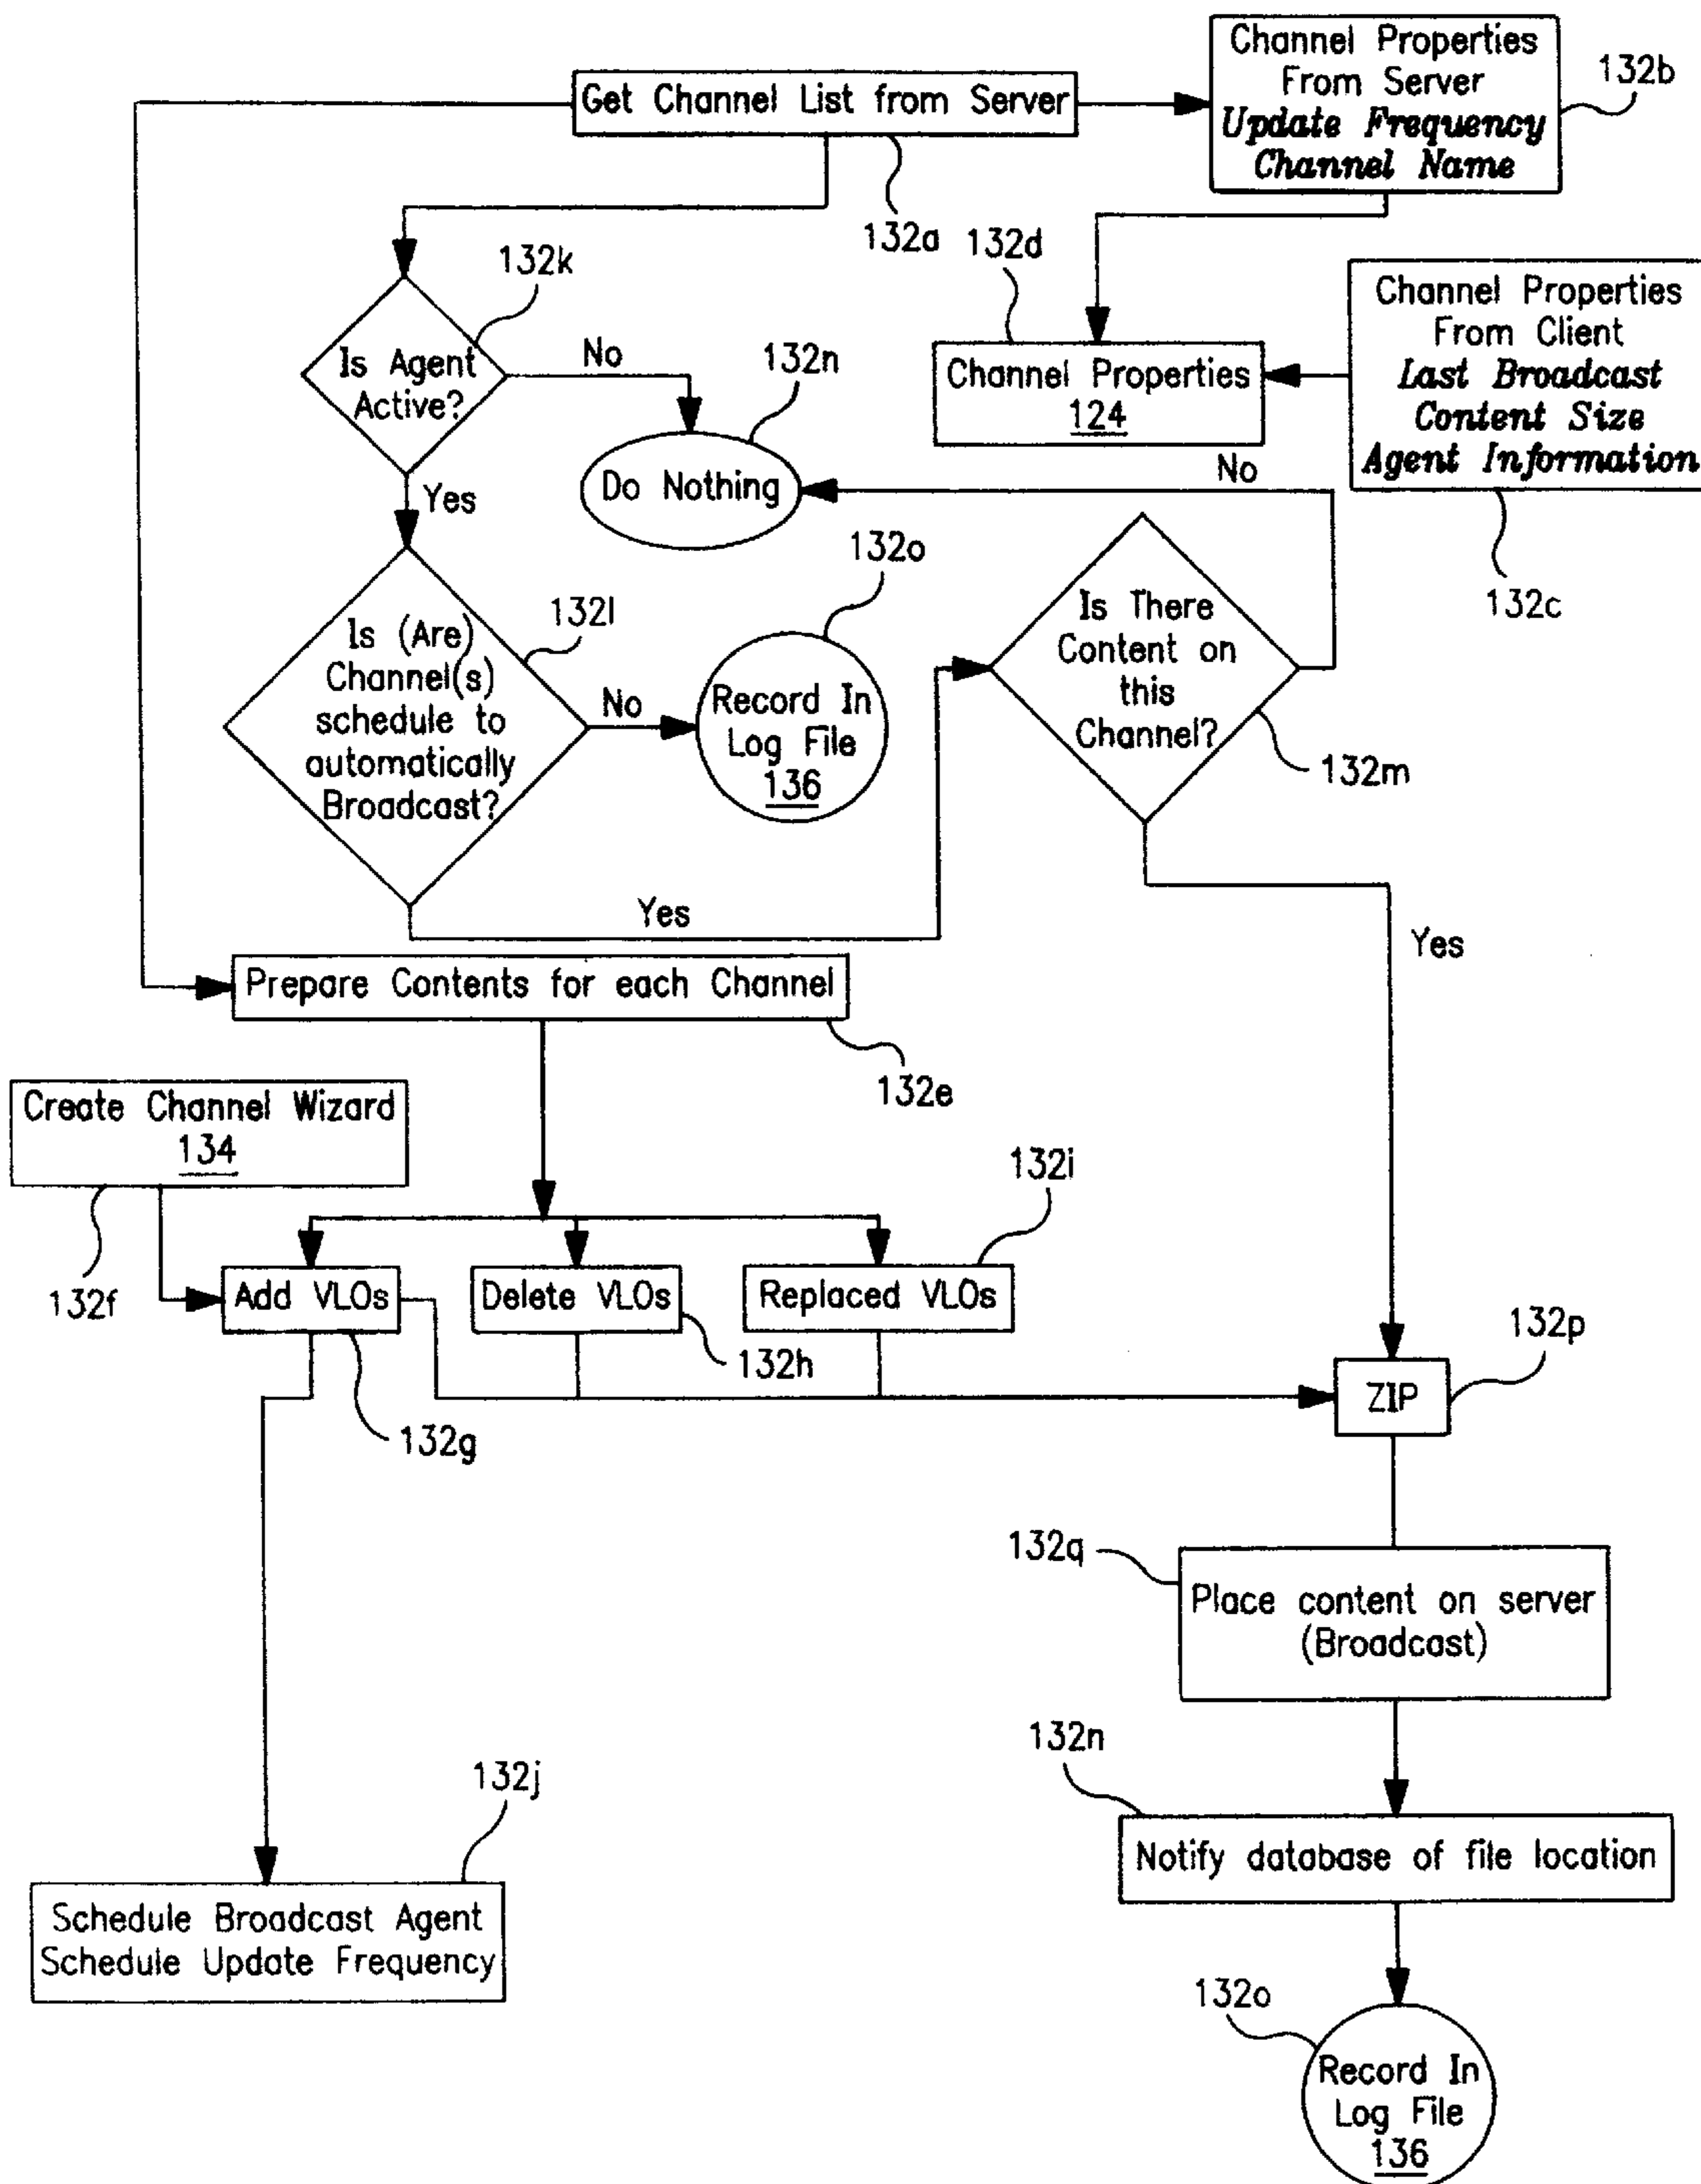 Channel Properties
From Server
Update Frequency
Channel Name
132b
Get Channel List from Server
132a
132d
132k
Is Agent
Active?
No
132n
Do Nothing
Channel Properties
124
Channel Properties
From Client
Last Broadcast
Content Size
Agent Information
132c
No
Yes
Is (Are)
Channel(s)
schedule to
automatically
Broadcast?
132l
No
132o
Record In
Log File
136
Is There
Content on
this
Channel?
132m
Yes
Yes
Prepare Contents for each Channel
132e
Create Channel Wizard
134
132f
Add VLOs
132g
Delete VLOs
132h
Replaced VLOs
132i
ZIP
132p
132q
Place content on server
(Broadcast)
132n
Notify database of file location
132j
Schedule Broadcast Agent
Schedule Update Frequency
132o
Record In
Log File
136